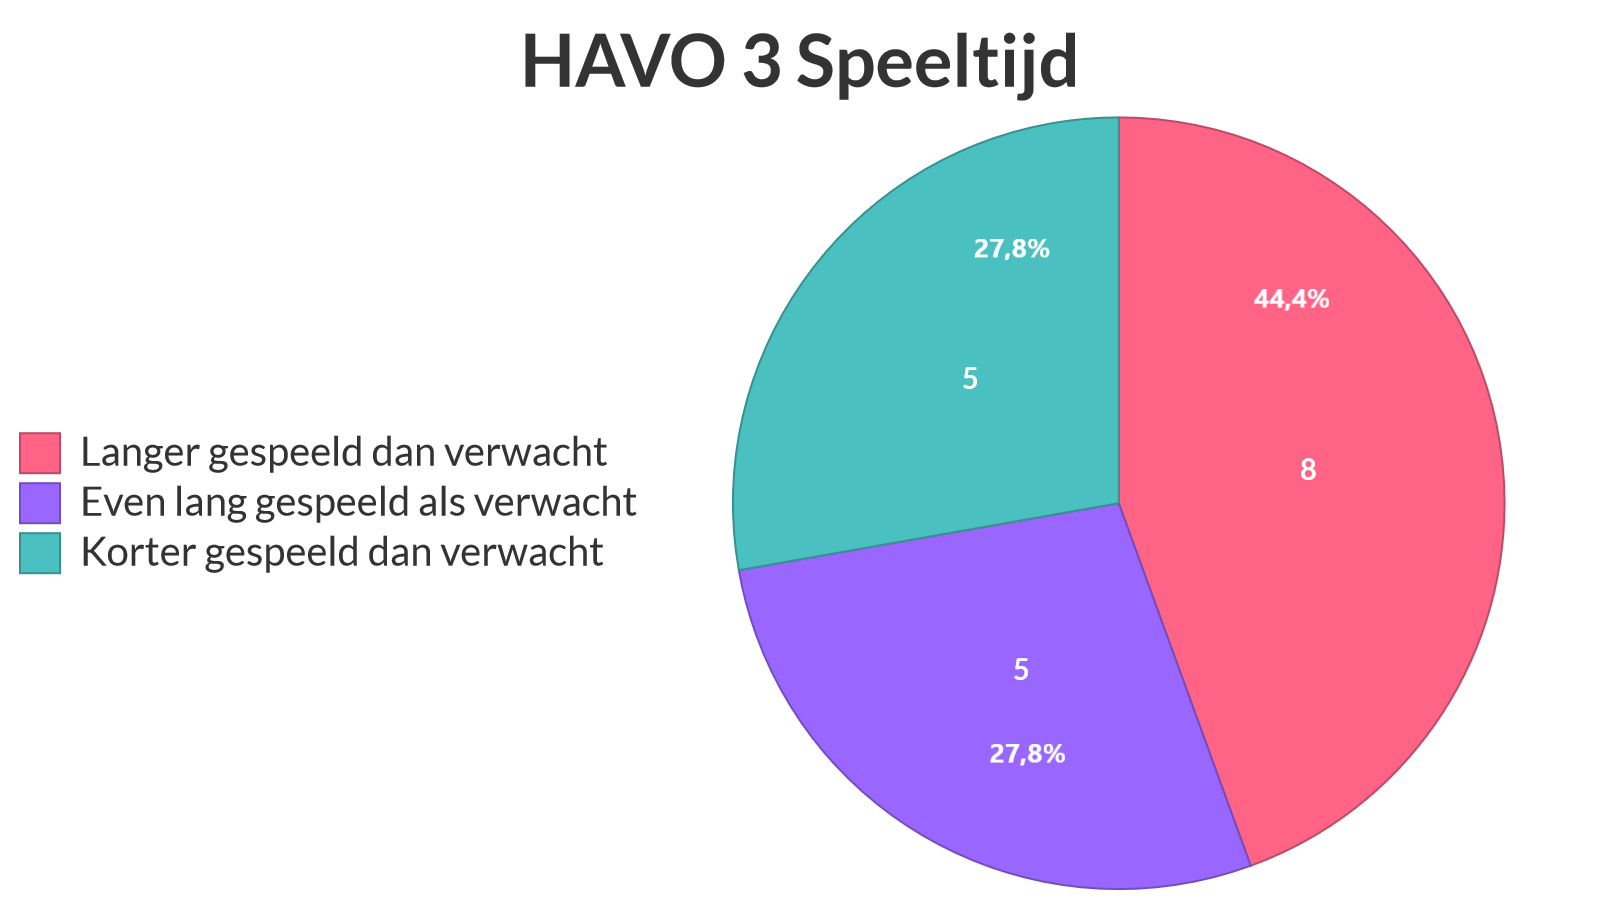 HAVO 3 Speeltijd
27,8%
44,4%
5
8
Langer gespeeld dan verwacht
Even lang gespeeld als verwacht
Korter gespeeld dan verwacht
5
27,8%